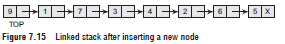 9 1 7 3 4 2 6 5 X
TOP
Figure 7.15 Linked stack after inserting a new node